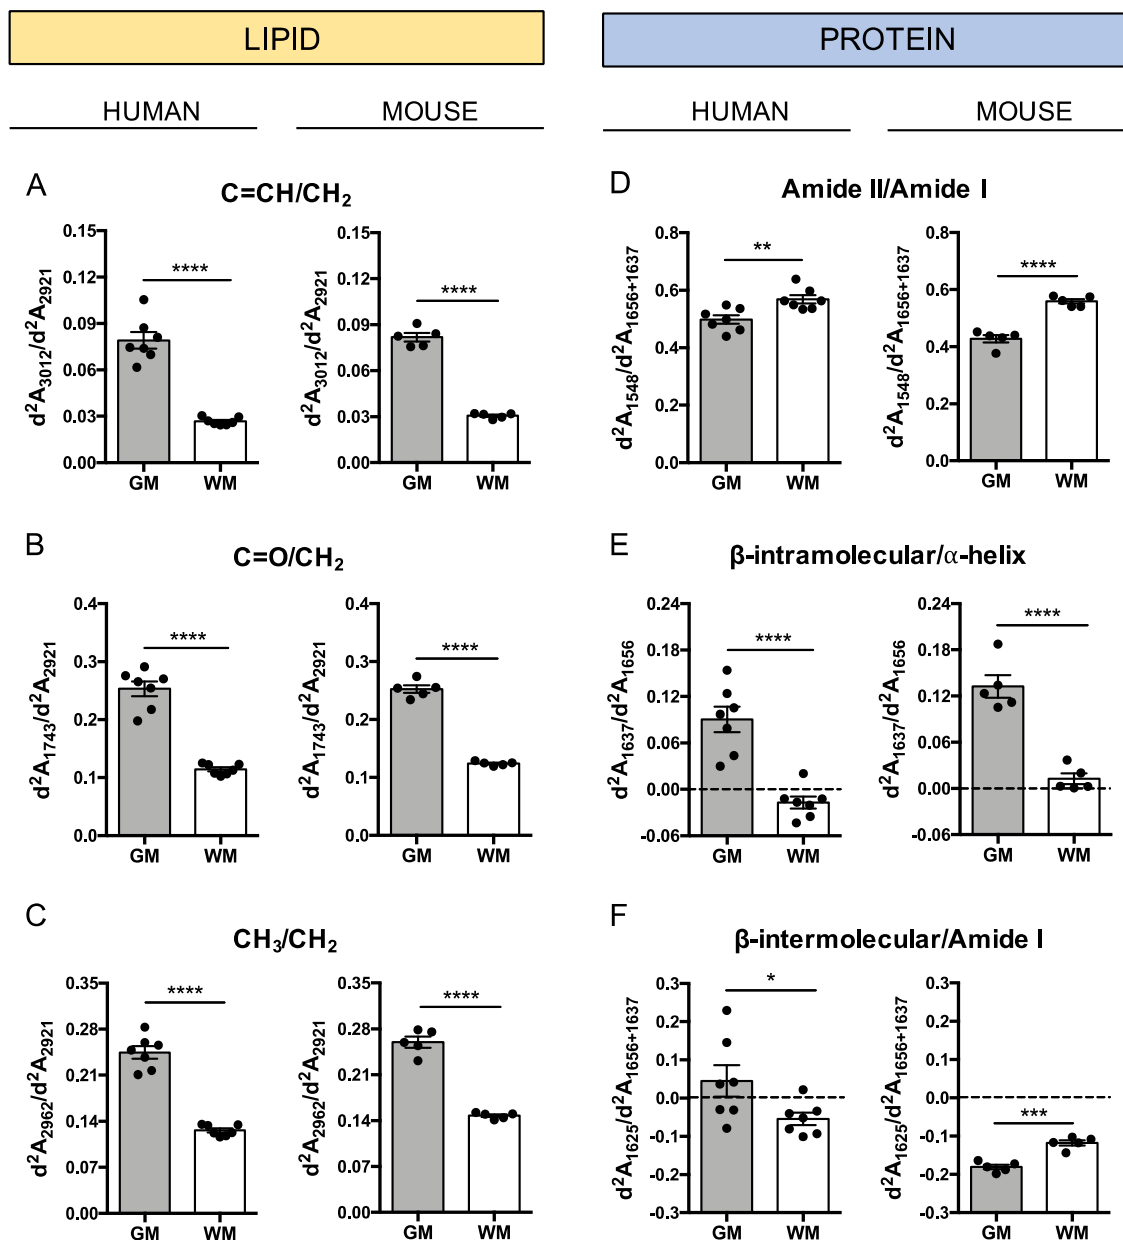 LIPID PROTEIN
HUMAN MOUSE HUMAN MOUSE
A C=CH/CH2
0.15
0.12
0.09
0.06
0.03
0.00
d2A3012/d2A2921
****
GM WM
0.15
0.12
0.09
0.06
0.03
0.00
d2A3012/d2A2921
****
GM WM
D Amide II/Amide I
0.8
0.6
0.4
0.2
0.0
d2A1548/d2A1656+1637
**
GM WM
0.8
0.6
0.4
0.2
0.0
d2A1548/d2A1656+1637
****
GM WM
B C=O/CH2
0.4
0.3
0.2
0.1
0.0
d2A1743/d2A2921
****
GM WM
0.4
0.3
0.2
0.1
0.0
d2A1743/d2A2921
****
GM WM
E β-intramolecular/α-helix
0.24
0.18
0.12
0.06
0.00
-0.06
d2A1637/d2A1656
****
GM WM
0.24
0.18
0.12
0.06
0.00
-0.06
d2A1637/d2A1656
****
GM WM
C CH3/CH2
0.35
0.28
0.21
0.14
0.07
0.00
d2A2962/d2A2921
****
GM WM
0.35
0.28
0.21
0.14
0.07
0.00
d2A2962/d2A2921
****
GM WM
F β-intermolecular/Amide I
0.3
0.2
0.1
0.0
-0.1
-0.2
-0.3
d2A1625/d2A1656+1637
*
GM WM
0.3
0.2
0.1
0.0
-0.1
-0.2
-0.3
d2A1625/d2A1656+1637
***
GM WM